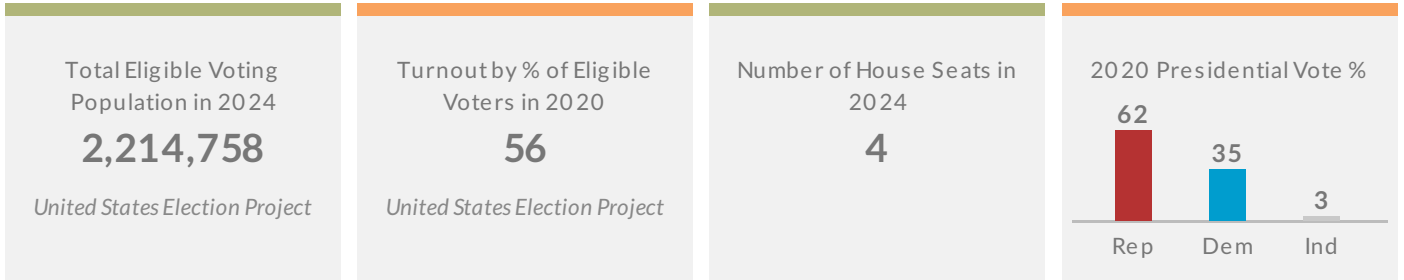 Total Eligible Voting
Population in 2024
2,214,758
United States Election Project
Turnout by % of Eligible
Voters in 2020
56
United States Election Project
Number of House Seats in
2024
4
2020 Presidential Vote %
62
35
3
Rep Dem Ind